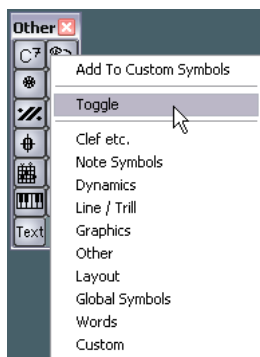 Other
C7
Add To Custom Symbols
Toggle
Clef etc.
Note Symbols
Dynamics
Line / Trill
Graphics
Other
Text
Layout
Global Symbols
Words
Custom